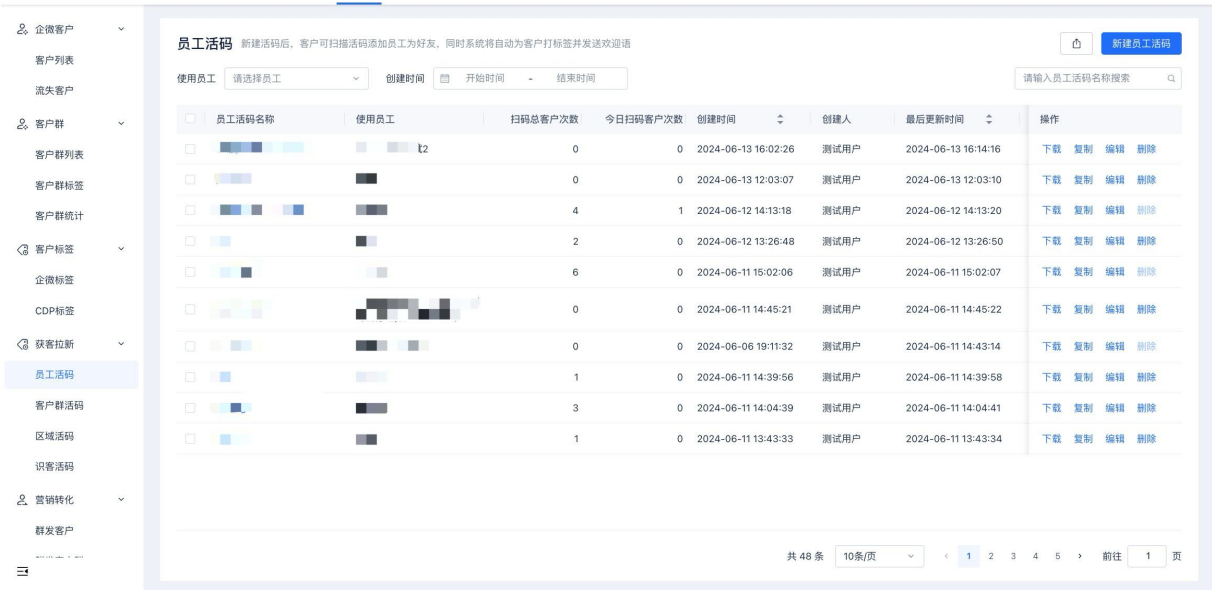 企微客户
客户列表
流失客户
客户群
客户群列表
客户群标签
客户群统计
客户标签
企微标签
CDP标签
获客拉新
员工活码
客户群活码
区域活码
识客活码
营销转化
群发客户
员工活码 新建活码后，客户可扫描活码添加员工为好友，同时系统将自动为客户打标签并发送欢迎语
新建员工活码
使用员工 请选择员工 创建时间 开始时间 - 结束时间 请输入员工活码名称搜索
员工活码名称 使用员工 扫码总客户次数 今日扫码客户次数 创建时间 创建人 最后更新时间 操作
0 0 2024-06-13 16:02:26 测试用户 2024-06-13 16:14:16 下载 复制 编辑 删除
0 0 2024-06-13 12:03:07 测试用户 2024-06-13 12:03:10 下载 复制 编辑 删除
4 1 2024-06-12 14:13:18 测试用户 2024-06-12 14:13:20 下载 复制 编辑 删除
2 0 2024-06-12 13:26:48 测试用户 2024-06-12 13:26:50 下载 复制 编辑 删除
6 0 2024-06-11 15:02:06 测试用户 2024-06-11 15:02:07 下载 复制 编辑 删除
0 0 2024-06-11 14:45:21 测试用户 2024-06-11 14:45:22 下载 复制 编辑 删除
0 0 2024-06-06 19:11:32 测试用户 2024-06-11 14:43:14 下载 复制 编辑 删除
1 0 2024-06-11 14:39:56 测试用户 2024-06-11 14:39:58 下载 复制 编辑 删除
3 0 2024-06-11 14:04:39 测试用户 2024-06-11 14:04:41 下载 复制 编辑 删除
1 0 2024-06-11 13:43:33 测试用户 2024-06-11 13:43:34 下载 复制 编辑 删除
共 48 条 10条/页 1 2 3 4 5 前往 1 页